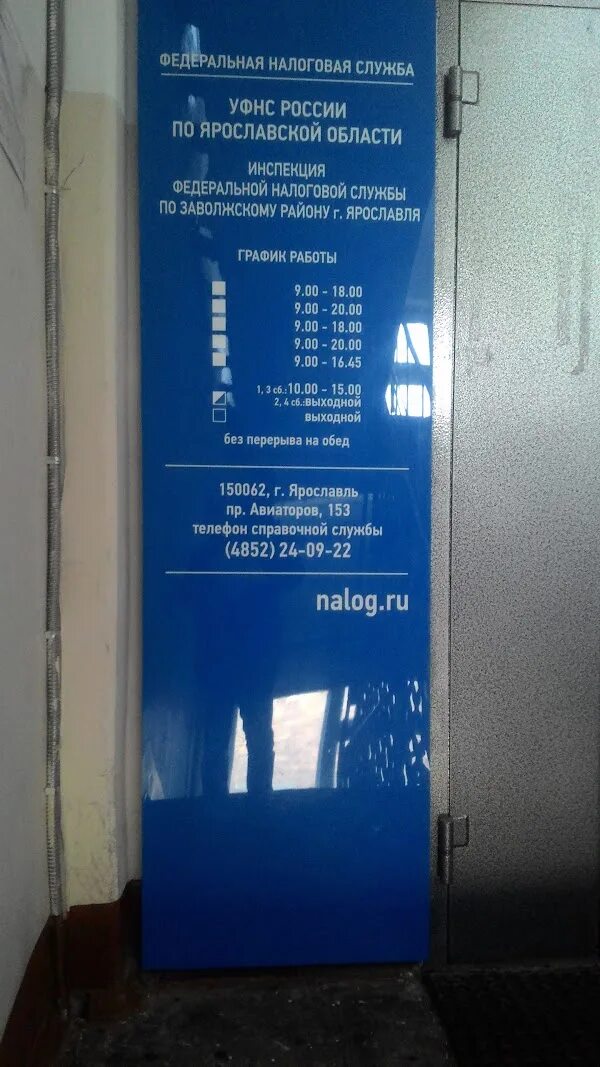 ФЕДЕРАЛЬНАЯ НАЛОГОВАЯ СЛУЖБА
УФНС РОССИИ
ПО ЯРОСЛАВСКОЙ ОБЛАСТИ
ИНСПЕКЦИЯ
ФЕДЕРАЛЬНОЙ НАЛОГОВОЙ СЛУЖБЫ
ПО ЗАВОЛЖСКОМУ РАЙОНУ г. ЯРОСЛАВЛЯ
ГРАФИК РАБОТЫ
9.00 - 18.00
9.00 - 20.00
9.00 - 18.00
9.00 - 20.00
9.00 - 16.45
1, 3 сб.:10.00 - 15.00
2, 4 сб.:выходной
выходной
без перерыва на обед
150062, г. Ярославль
пр. Авиаторов, 153
телефон справочной службы
(4852) 24-09-22
nalog.ru